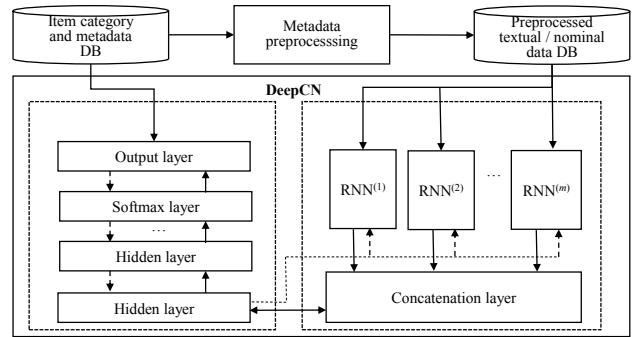 Item category
and metadata
DB
Metadata
preprocesssing
Preprocessed
textual / nominal
data DB
DeepCN
Output layer
Softmax layer
...
Hidden layer
Hidden layer
RNN(1)
RNN(2)
...
RNN(m)
Concatenation layer